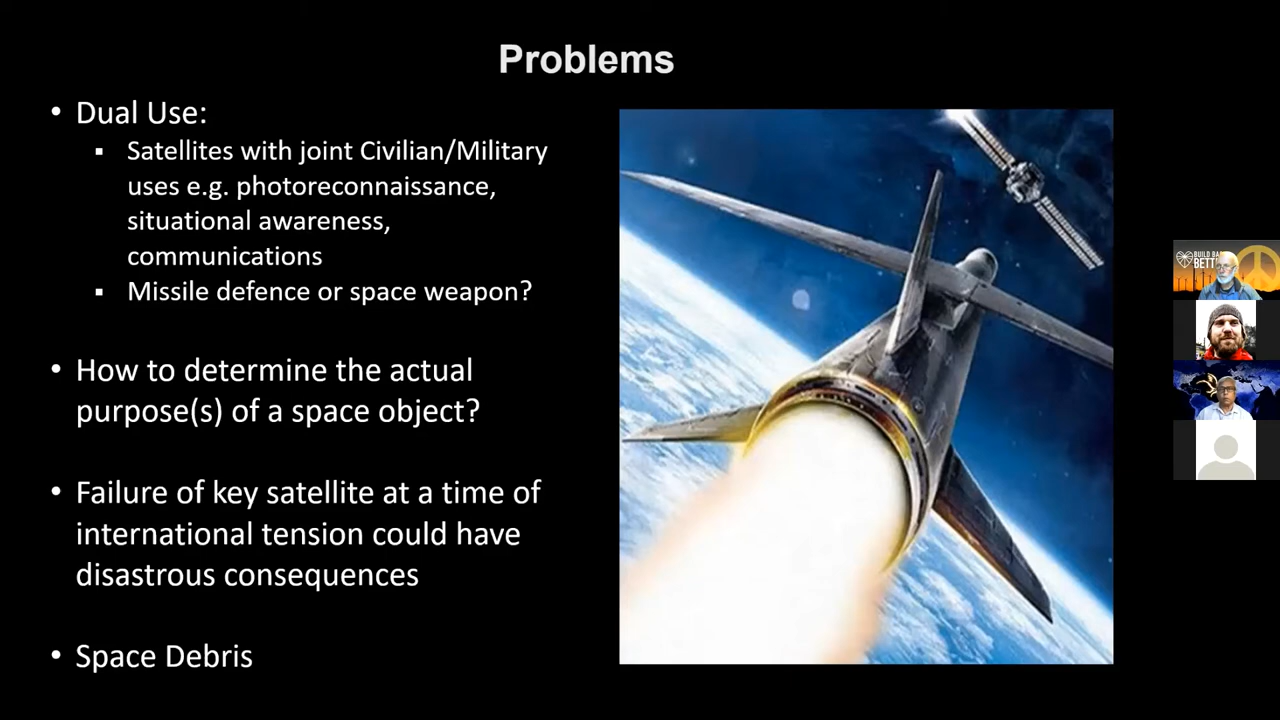 Problems
• Dual Use:
▪ Satellites with joint Civilian/Military
uses e.g. photoreconnaissance,
situational awareness,
communications
▪ Missile defence or space weapon?
• How to determine the actual
purpose(s) of a space object?
• Failure of key satellite at a time of
international tension could have
disastrous consequences
• Space Debris
BUILD
BETT